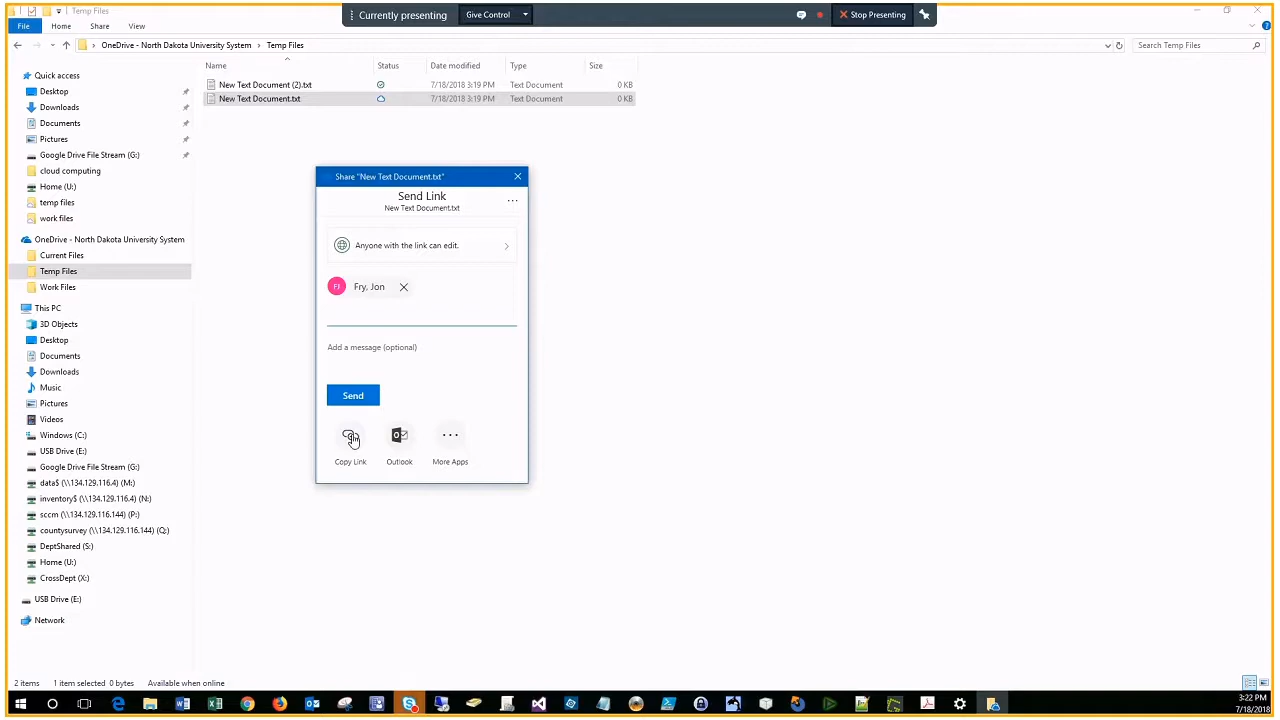 Temp Files
Currently presenting
Give Control
Stop Presenting
File
Home
Share
View
OneDrive - North Dakota University System
Temp Files
Search Temp Files
Name
Status
Date modified
Type
Size
New Text Document (2).txt
7/18/2018 3:19 PM
Text Document
0 KB
New Text Document.txt
7/18/2018 3:19 PM
Text Document
0 KB
Quick access
Desktop
Downloads
Documents
Pictures
Google Drive File Stream (G:)
cloud computing
Home (U:)
temp files
work files
OneDrive - North Dakota University System
Current Files
Temp Files
Work Files
This PC
3D Objects
Desktop
Documents
Downloads
Music
Pictures
Videos
Windows (C:)
USB Drive (E:)
Google Drive File Stream (G:)
data$ (\\134.129.116.4) (M:)
inventory$ (\\134.129.116.4) (N:)
sccm (\\134.129.116.144) (P:)
countysurvey (\\134.129.116.144) (Q:)
DeptShared (S:)
Home (U:)
CrossDept (X:)
USB Drive (E:)
Network
Share "New Text Document.txt"
Send Link
New Text Document.txt
Anyone with the link can edit.
FJ
Fry, Jon
Add a message (optional)
Send
Copy Link
Outlook
More Apps
2 items
1 item selected 0 bytes
Available when online
3:22 PM
7/18/2018